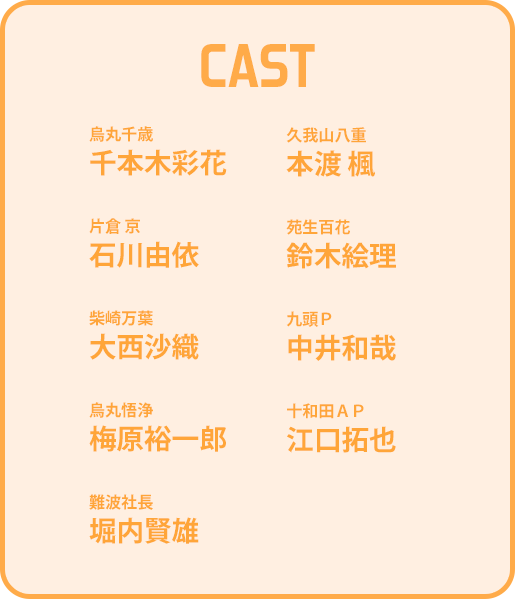 CAST
烏丸千歳
千本木彩花
久我山八重
本渡 楓
片倉 京
石川由依
苑生百花
鈴木絵理
柴崎万葉
大西沙織
九頭P
中井和哉
烏丸悟浄
梅原裕一郎
十和田AP
江口拓也
難波社長
堀内賢雄